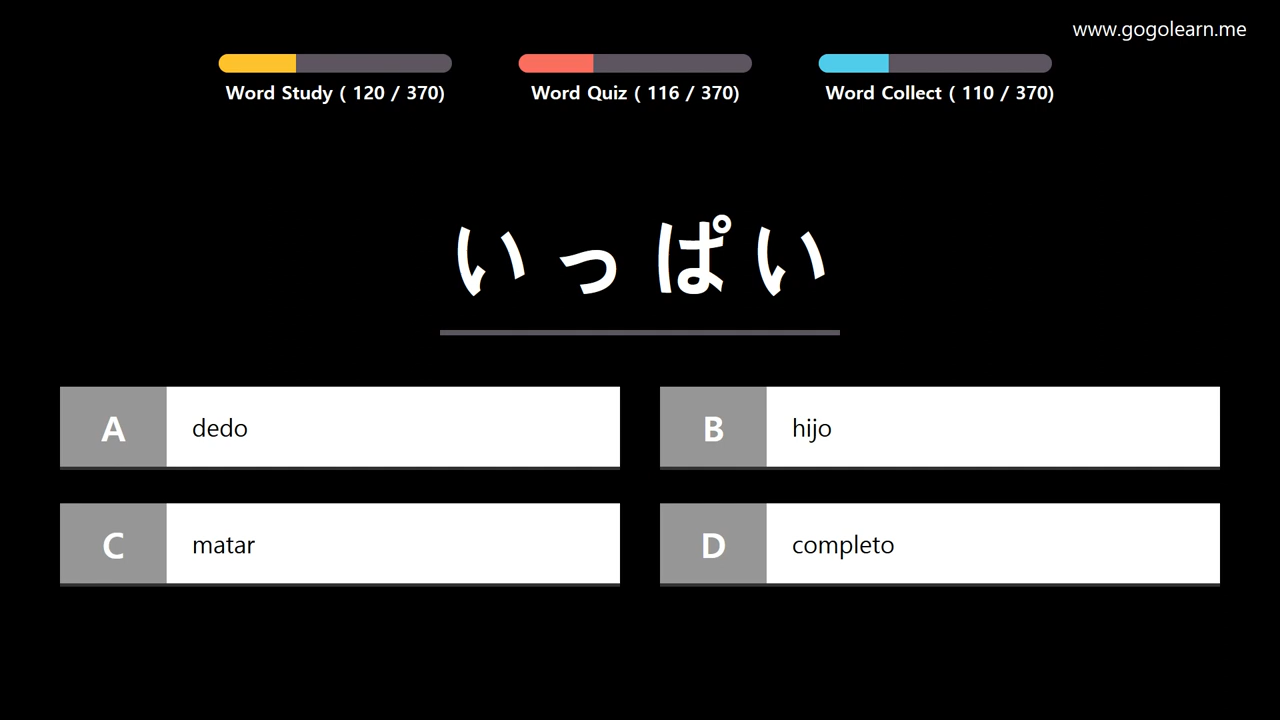 www.gogolearn.me
Word Study ( 120 / 370)
Word Quiz ( 116 / 370)
Word Collect ( 110 / 370)
いっぱい
A dedo
B hijo
C matar
D completo